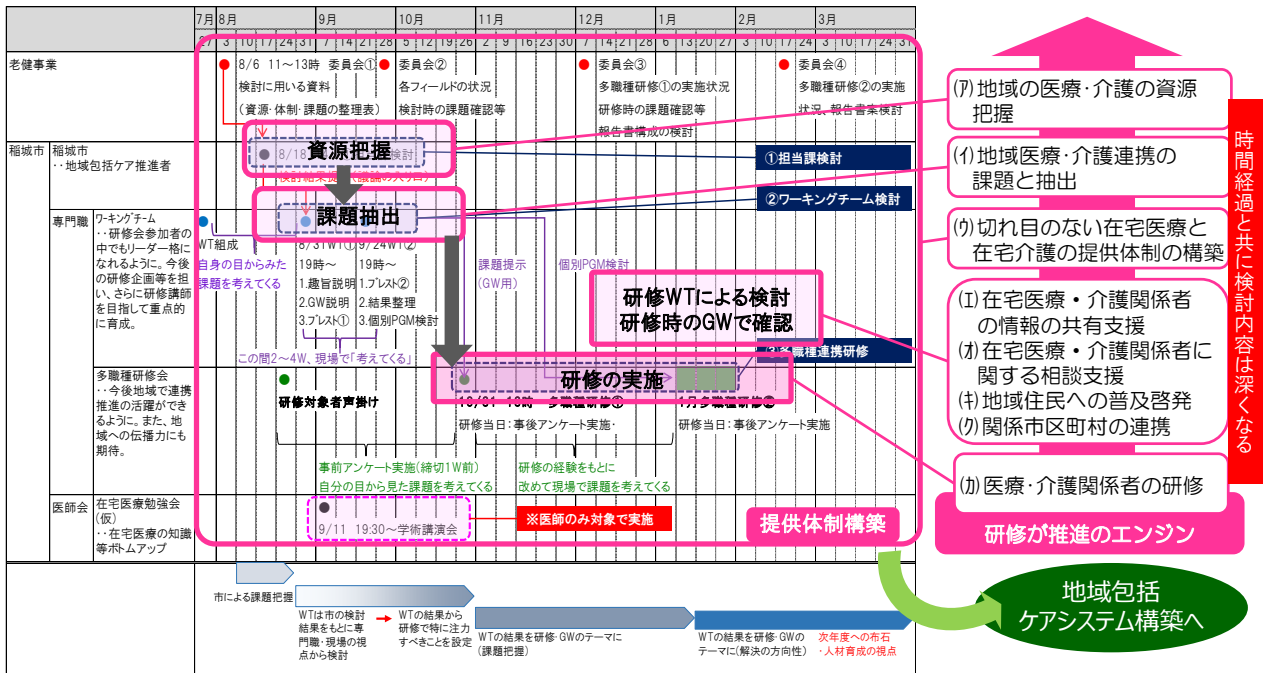 7月 8月 9月 10月 11月 12月 1月 2月 3月
27 3 10 17 24 31 7 14 21 28 5 12 19 26 2 9 16 23 30 7 14 21 28 6 13 20 27 3 10 17 24 3 10 17 24 31
老健事業
8/6 11～13時 委員会①
検討に用いる資料
(資源・体制・課題の整理表)
委員会②
各フィールドの状況
検討時の課題確認等
委員会③
多職種研修①の実施状況
研修時の課題確認等
報告書構成の検討
委員会④
多職種研修②の実施
状況、報告書案検討
稲城市
稲城市
‥地域包括ケア推進者
8/18
検討
資源把握
①担当課検討
課題抽出
②ワーキングチーム検討
専門職
ワーキングチーム
‥研修会参加者の
中でもリーダー格に
なれるように。今後
の研修企画等を担
い、さらに研修講師
を目指して重点的
に育成。
WT組成
自身の目からみた
課題を考えてくる
8/31WT①
19時～
1.趣旨説明
2.GW説明
3.ブレスト①
9/24WT②
19時～
1.ブレスト②
2.結果整理
3.個別PGM検討
この間2～4W、現場で「考えてくる」
課題提示
(GW用)
個別PGM検討
研修WTによる検討
研修時のGWで確認
職種連携研修
多職種研修会
‥今後地域で連携
推進の活躍ができ
るように。また、地
域への伝播力にも
期待。
研修対象者声掛け
研修の実施
多職種研修①
研修当日：事後アンケート実施・
1月多職種研修②
研修当日：事後アンケート実施
事前アンケート実施(締切1W前)
自分の目から見た課題を考えてくる
研修の経験をもとに
改めて現場で課題を考えてくる
医師会
在宅医療勉強会
(仮)
‥在宅医療の知識
等ボトムアップ
9/11 19:30～学術講演会
※医師のみ対象で実施
提供体制構築
市による課題把握
WTは市の検討
結果をもとに専
門職・現場の視
点から検討
WTの結果から
研修で特に注力
すべきことを設定
WTの結果を研修・GWのテーマに
(課題把握)
WTの結果を研修・GWの
テーマに(解決の方向性)
次年度への布石
・人材育成の視点
(ｱ)地域の医療・介護の資源
把握
(ｲ)地域医療・介護連携の
課題と抽出
(ｳ)切れ目のない在宅医療と
在宅介護の提供体制の構築
(ｴ)在宅医療・介護関係者
の情報の共有支援
(ｵ)在宅医療・介護関係者に
関する相談支援
(ｷ)地域住民への普及啓発
(ｸ)関係市区町村の連携
(ｶ)医療・介護関係者の研修
研修が推進のエンジン
時間経過と共に検討内容は深くなる
地域包括
ケアシステム構築へ